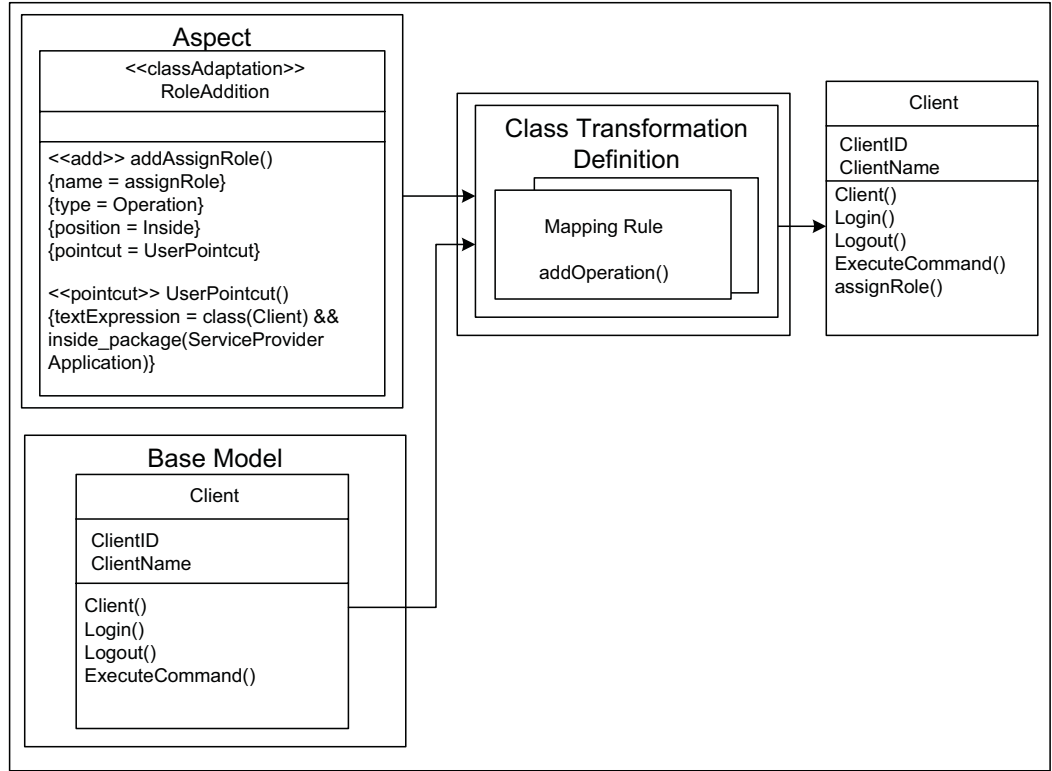 Aspect
<<classAdaptation>>
RoleAddition
<<add>> addAssignRole()
{name = assignRole}
{type = Operation}
{position = Inside}
{pointcut = UserPointcut}
<<pointcut>> UserPointcut()
{textExpression = class(Client) &&
inside_package(ServiceProvider
Application)}
Base Model
Client
ClientID
ClientName
Client()
Login()
Logout()
ExecuteCommand()
Class Transformation
Definition
Mapping Rule
addOperation()
Client
ClientID
ClientName
Client()
Login()
Logout()
ExecuteCommand()
assignRole()